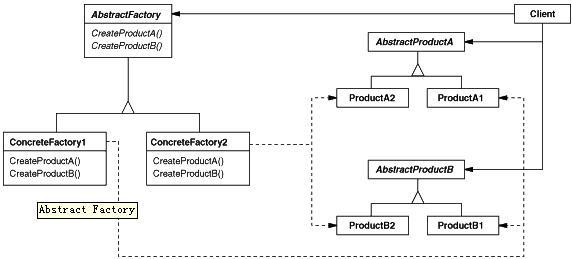 AbstractFactory
CreateProductA()
CreateProductB()
Client
AbstractProductA
ProductA2
ProductA1
ConcreteFactory1
CreateProductA()
CreateProductB()
ConcreteFactory2
CreateProductA()
CreateProductB()
AbstractProductB
ProductB2
ProductB1
Abstract Factory